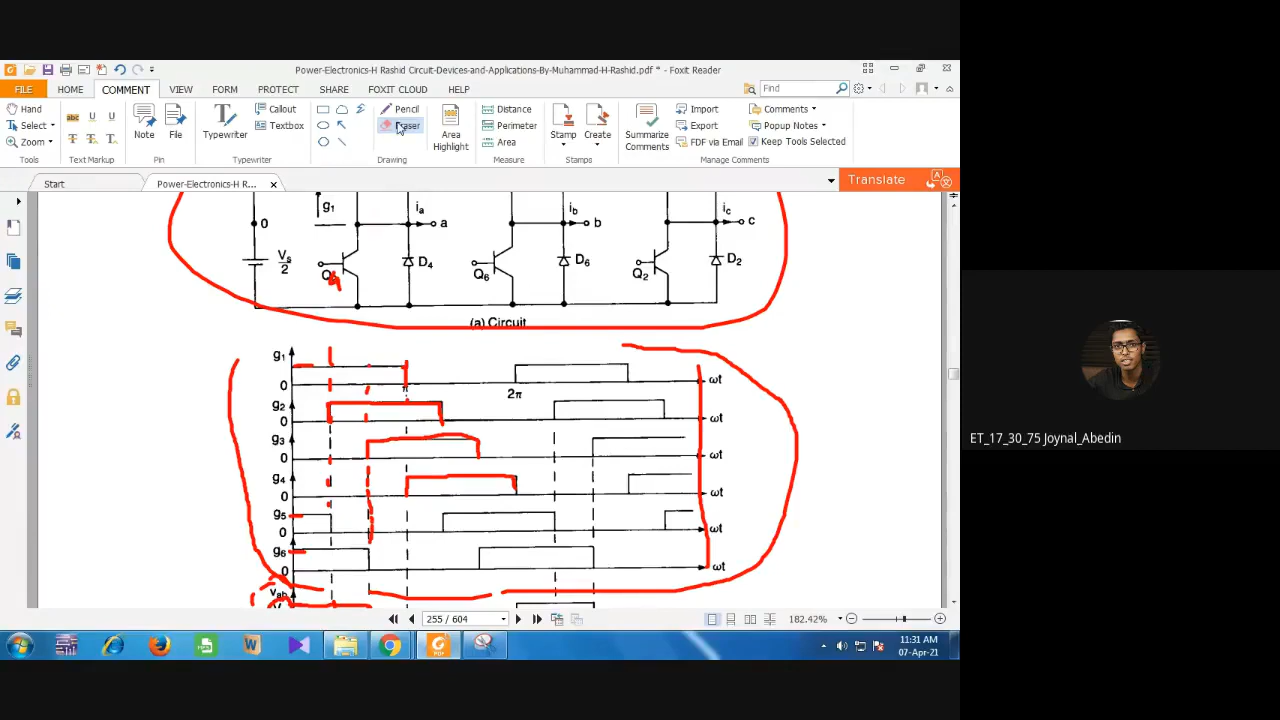 Power-Electronics-H Rashid Circuit-Devices-and-Applications-By-Muhammad-H-Rashid.pdf * - Foxit Reader
FILE HOME COMMENT VIEW FORM PROTECT SHARE FOXIT CLOUD HELP Find
Hand Select Zoom Tools
Text Markup
Note File Pin
Typewriter Callout Textbox Typewriter
Pencil Eraser Area Highlight Drawing
Distance Perimeter Area Measure
Stamp Create Stamps
Summarize Comments Import Export FDF via Email Comments Popup Notes Keep Tools Selected Manage Comments
Start Power-Electronics-H R... Translate
g1 ia ib ic
0 a b c
Vs/2 Q4 D4 Q6 D6 Q2 D2
(a) Circuit
g1
0 π 2π ωt
g2
0 ωt
g3
0 ωt
g4
0 ωt
g5
0 ωt
g6
0 ωt
vab
255 / 604 182.42%
11:31 AM
07-Apr-21
ET_17_30_75 Joynal_Abedin